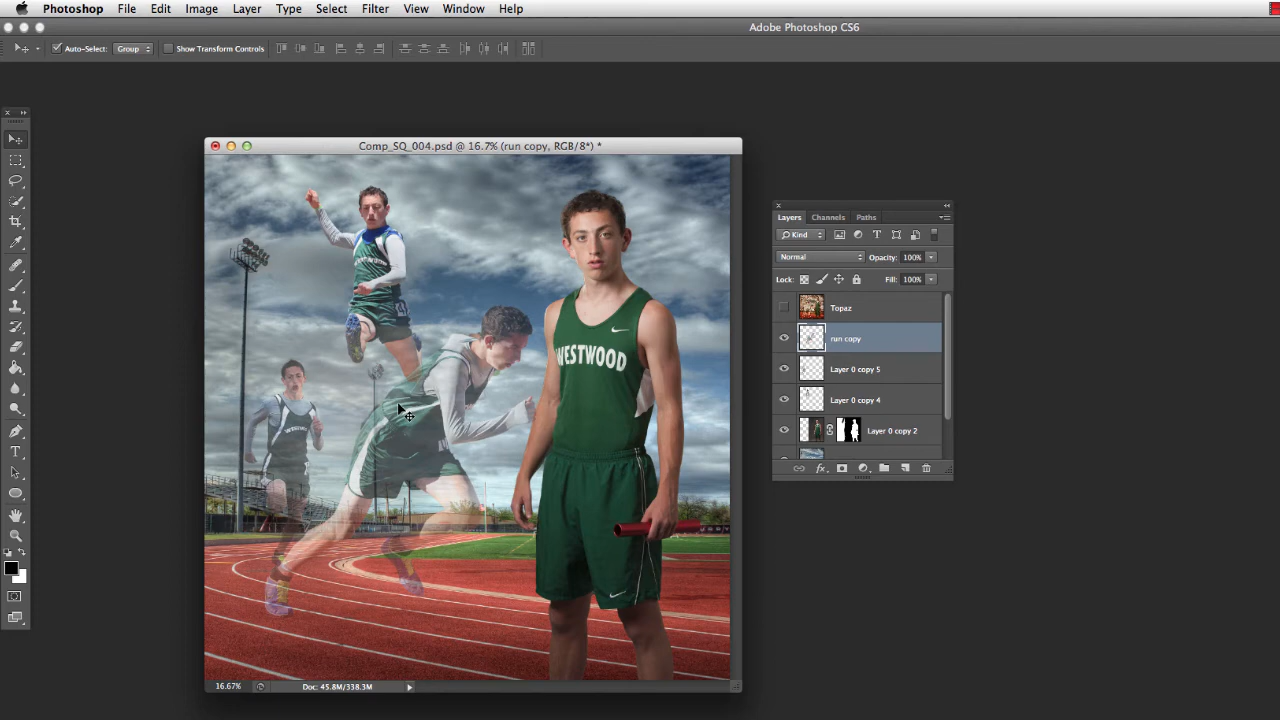 Photoshop File Edit Image Layer Type Select Filter View Window Help
Adobe Photoshop CS6
Auto-Select: Group Show Transform Controls
Comp_SQ_004.psd @ 16.7% (run copy, RGB/8*) *
WESTWOOD
16.67% Doc: 45.8M/338.3M
Layers Channels Paths
Kind
Normal Opacity: 100%
Lock: Fill: 100%
Topaz
run copy
Layer 0 copy 5
Layer 0 copy 4
Layer 0 copy 2